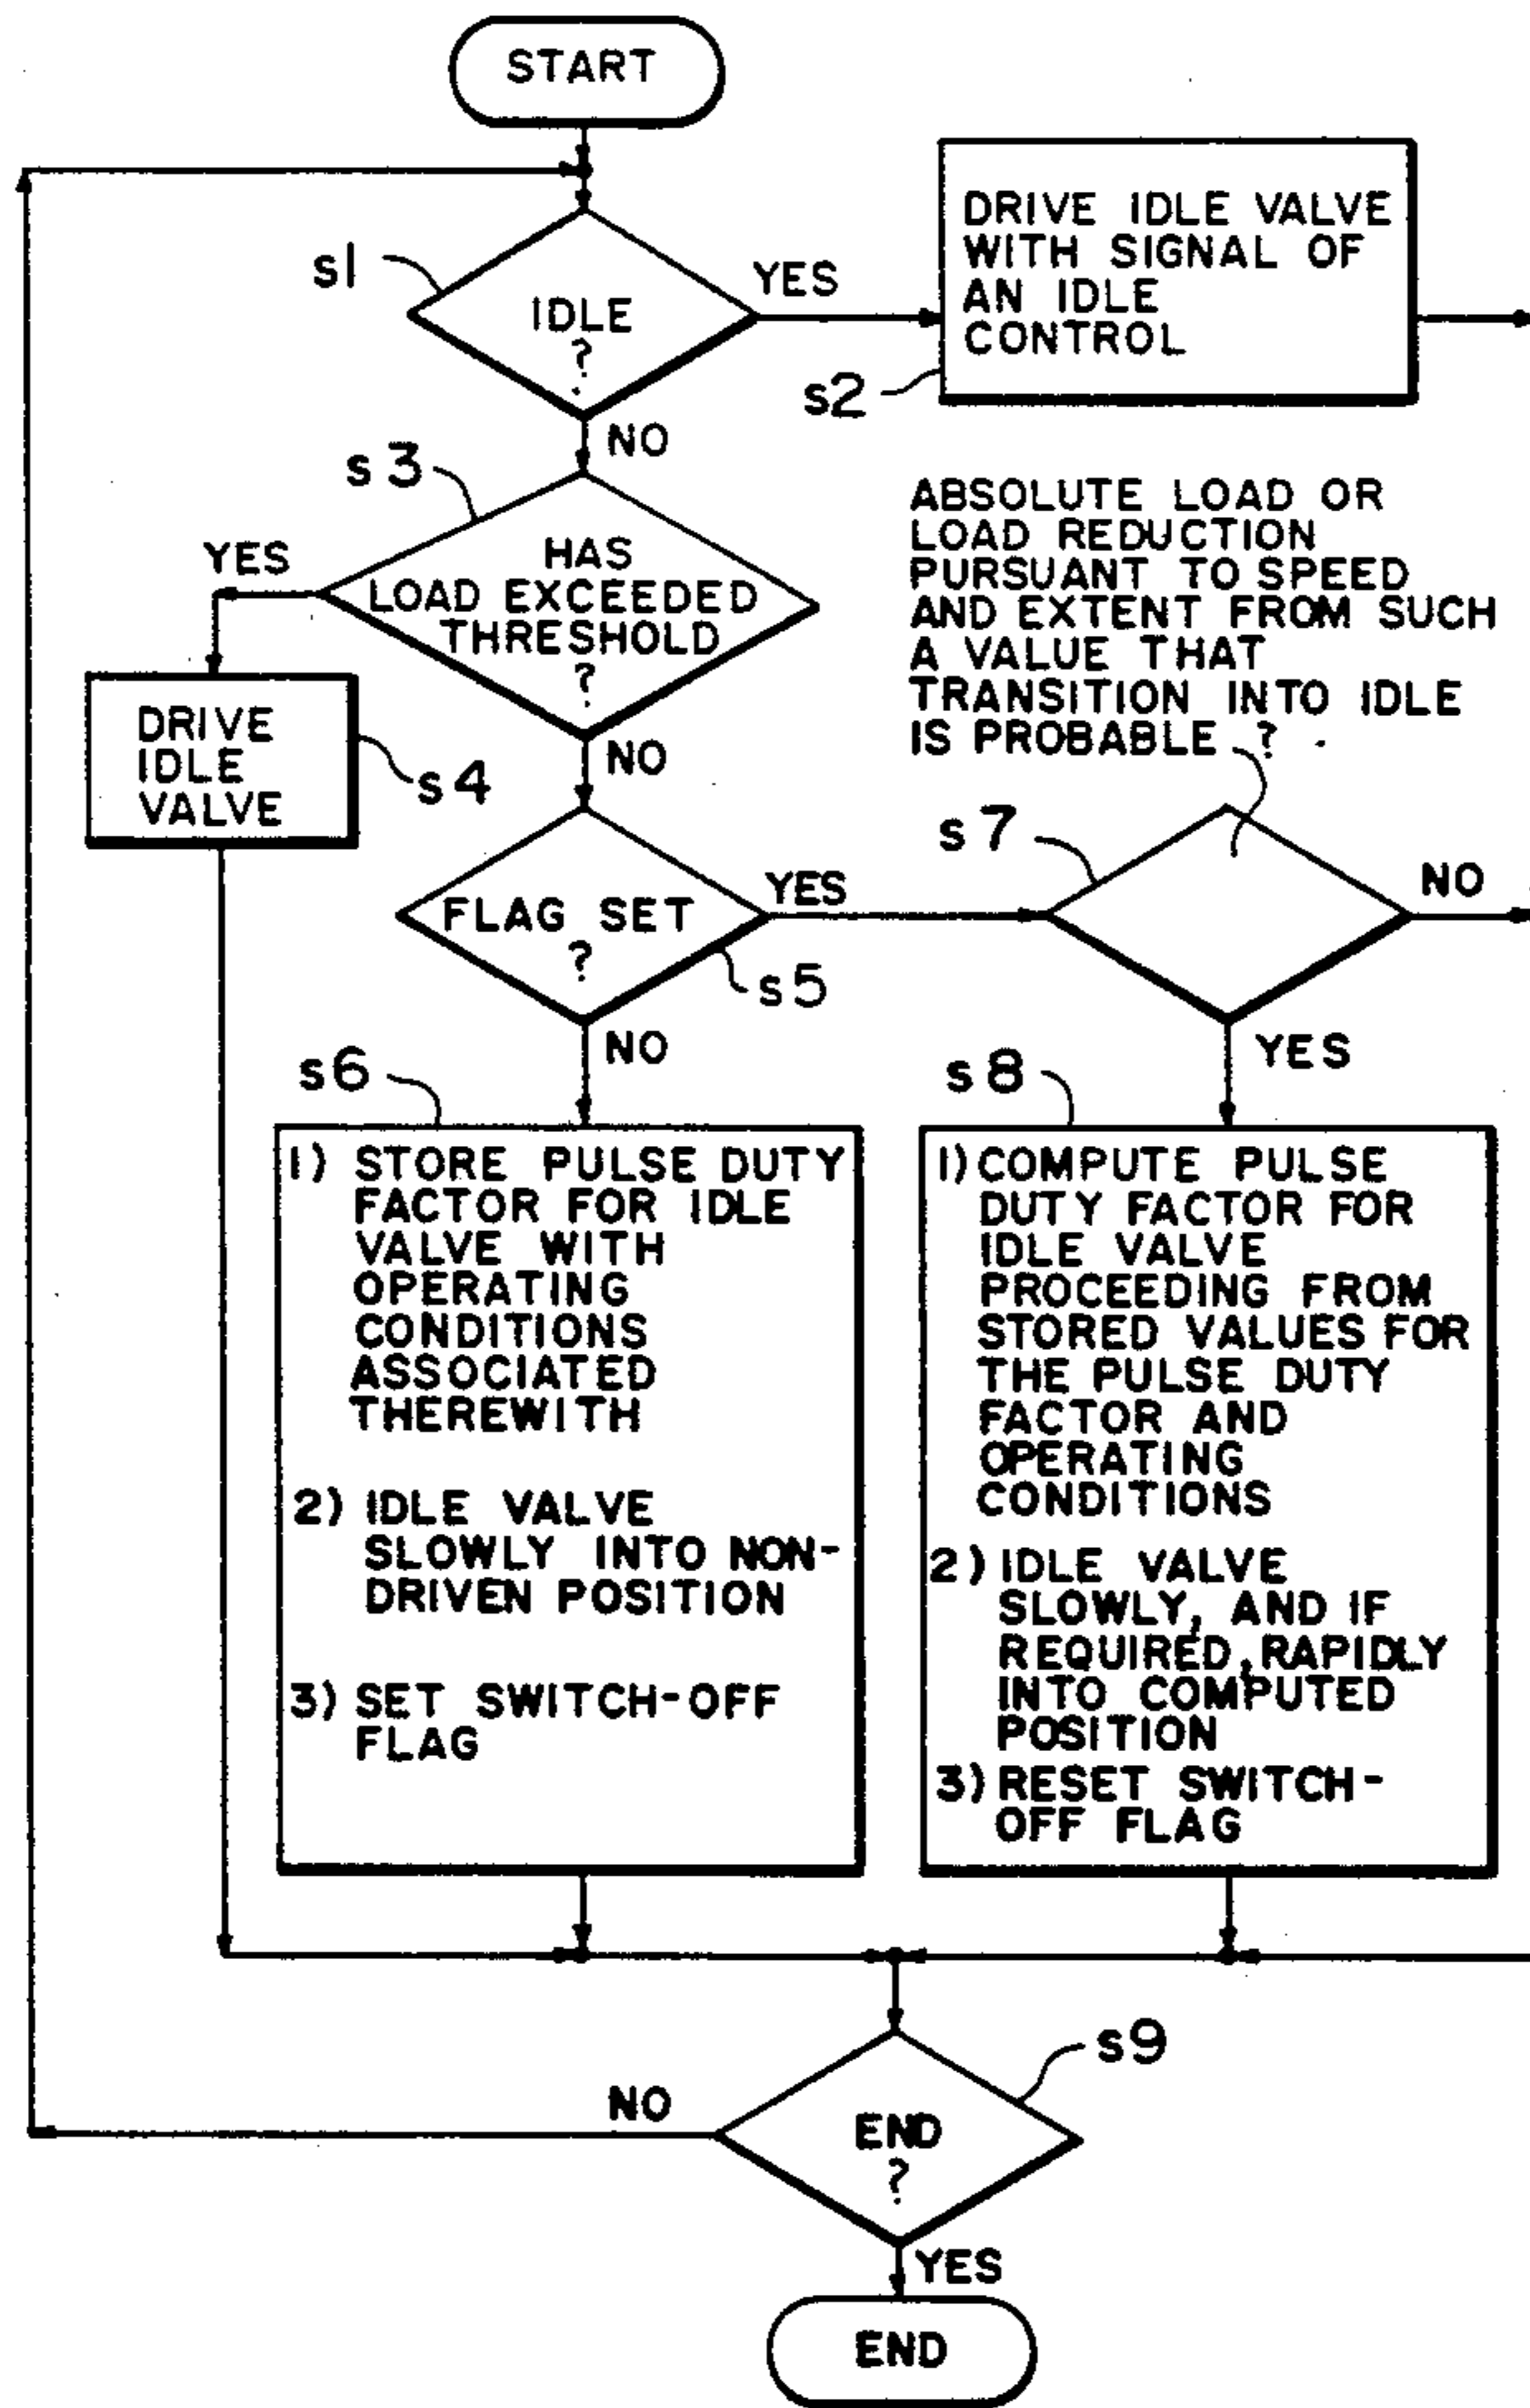 START
s1
IDLE
?
YES
DRIVE IDLE VALVE
WITH SIGNAL OF
AN IDLE
CONTROL
s2
NO
s3
HAS
LOAD EXCEEDED
THRESHOLD
?
YES
DRIVE
IDLE
VALVE
s4
NO
ABSOLUTE LOAD OR
LOAD REDUCTION
PURSUANT TO SPEED
AND EXTENT FROM SUCH
A VALUE THAT
TRANSITION INTO IDLE
IS PROBABLE ?
FLAG SET
?
s5
YES
s7
NO
NO
YES
s6
1) STORE PULSE DUTY
FACTOR FOR IDLE
VALVE WITH
OPERATING
CONDITIONS
ASSOCIATED
THEREWITH
2) IDLE VALVE
SLOWLY INTO NON-
DRIVEN POSITION
3) SET SWITCH-OFF
FLAG
s8
1) COMPUTE PULSE
DUTY FACTOR FOR
IDLE VALVE
PROCEEDING FROM
STORED VALUES FOR
THE PULSE DUTY
FACTOR AND
OPERATING
CONDITIONS
2) IDLE VALVE
SLOWLY, AND IF
REQUIRED, RAPIDLY
INTO COMPUTED
POSITION
3) RESET SWITCH-
OFF FLAG
s9
END
?
NO
YES
END